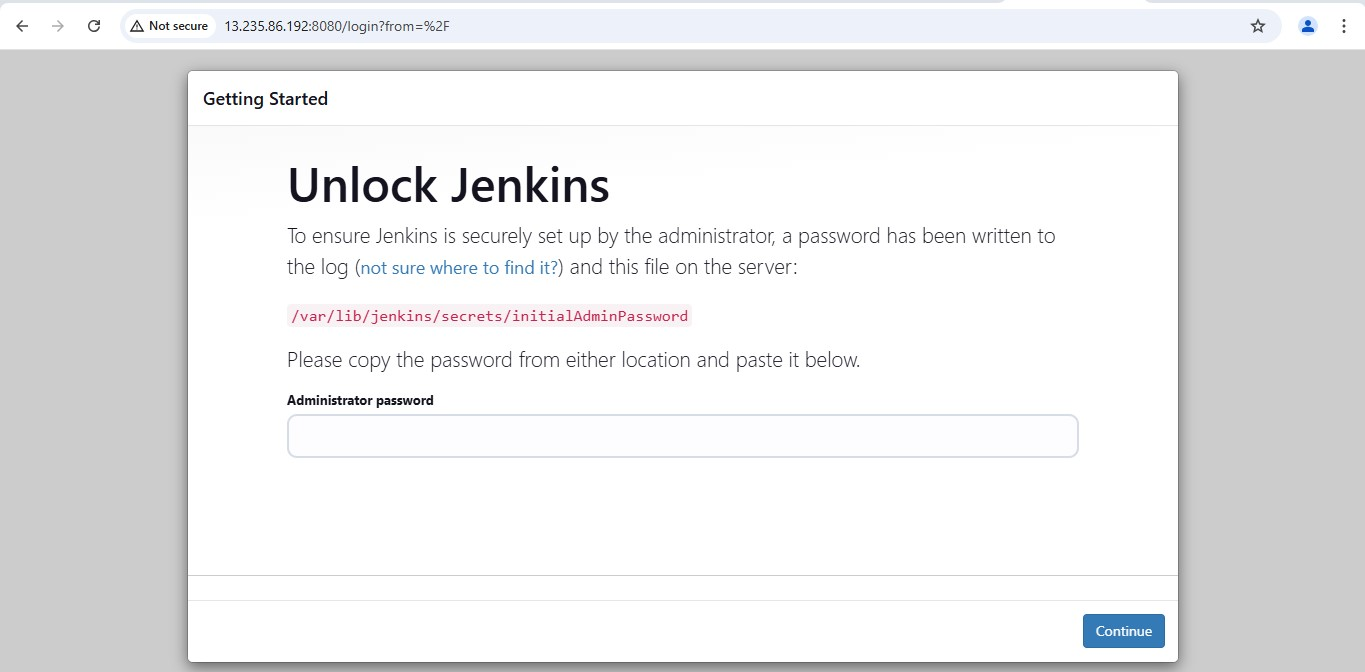 Not secure 13.235.86.192:8080/login?from=%2F
Getting Started
Unlock Jenkins
To ensure Jenkins is securely set up by the administrator, a password has been written to
the log (not sure where to find it?) and this file on the server:
/var/lib/jenkins/secrets/initialAdminPassword
Please copy the password from either location and paste it below.
Administrator password
Continue